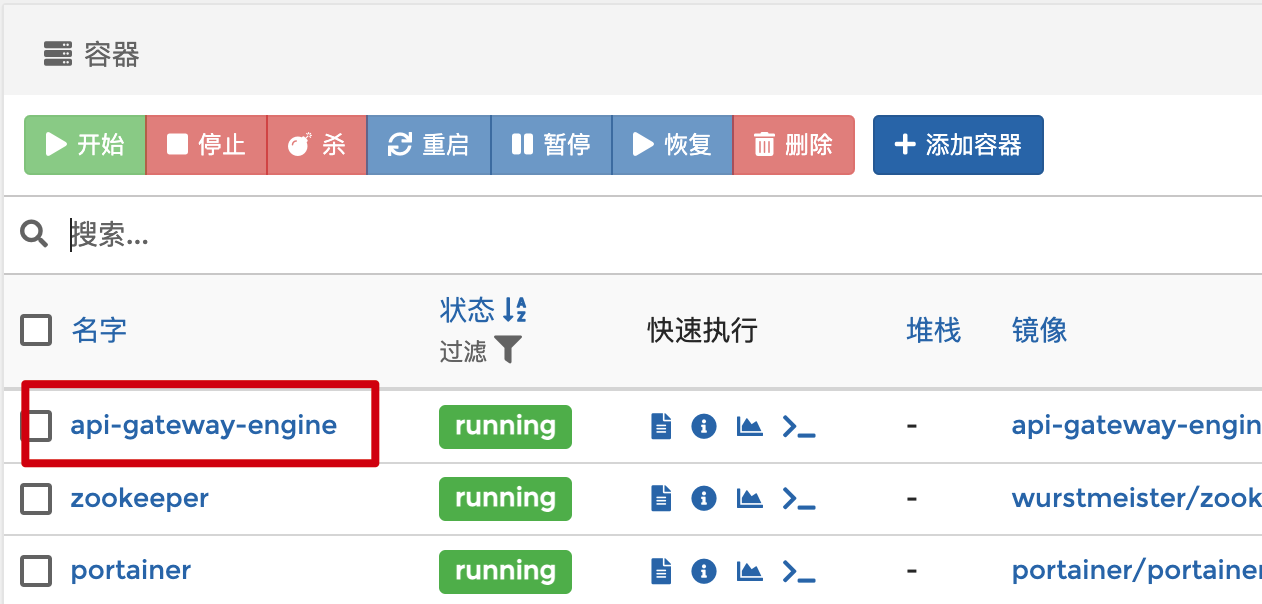 容器
开始 停止 杀 重启 暂停 恢复 删除 添加容器
搜索...
名字 状态 快速执行 堆栈 镜像
过滤
api-gateway-engine running - api-gateway-engin
zookeeper running - wurstmeister/zook
portainer running - portainer/portainer